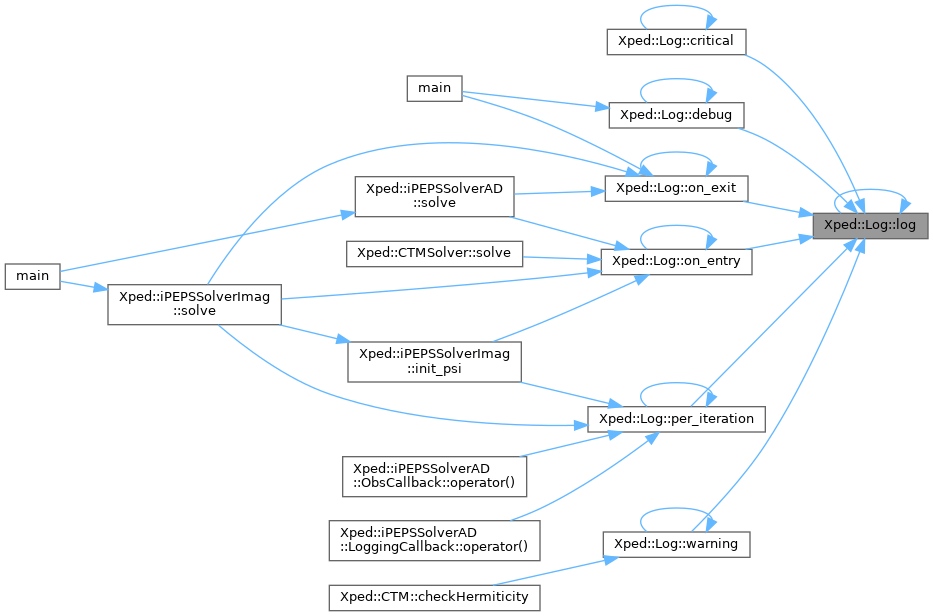 Xped::Log::critical
main
Xped::Log::debug
Xped::iPEPSSolverAD
::solve
Xped::Log::on_exit
Xped::Log::log
Xped::CTMSolver::solve
Xped::Log::on_entry
main
Xped::iPEPSSolverImag
::solve
Xped::iPEPSSolverImag
::init_psi
Xped::Log::per_iteration
Xped::iPEPSSolverAD
::ObsCallback::operator()
Xped::iPEPSSolverAD
::LoggingCallback::operator()
Xped::Log::warning
Xped::CTM::checkHermiticity